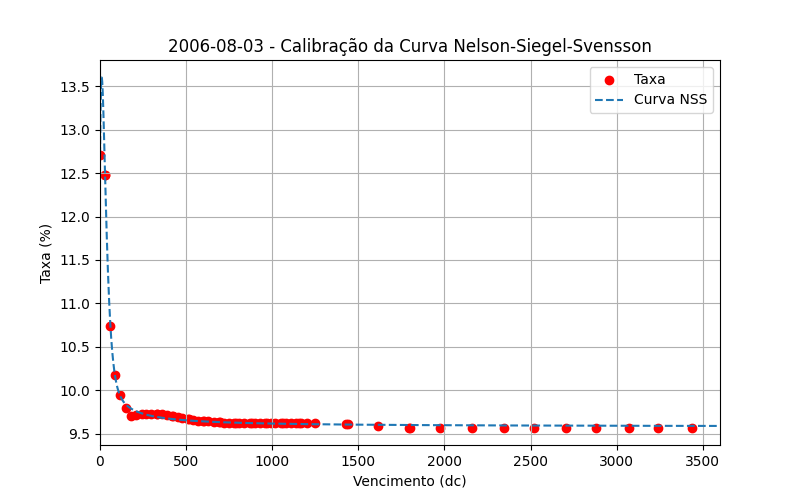 2006-08-03 - Calibração da Curva Nelson-Siegel-Svensson
Taxa
Curva NSS
Taxa (%)
13.5
13.0
12.5
12.0
11.5
11.0
10.5
10.0
9.5
0 500 1000 1500 2000 2500 3000 3500
Vencimento (dc)